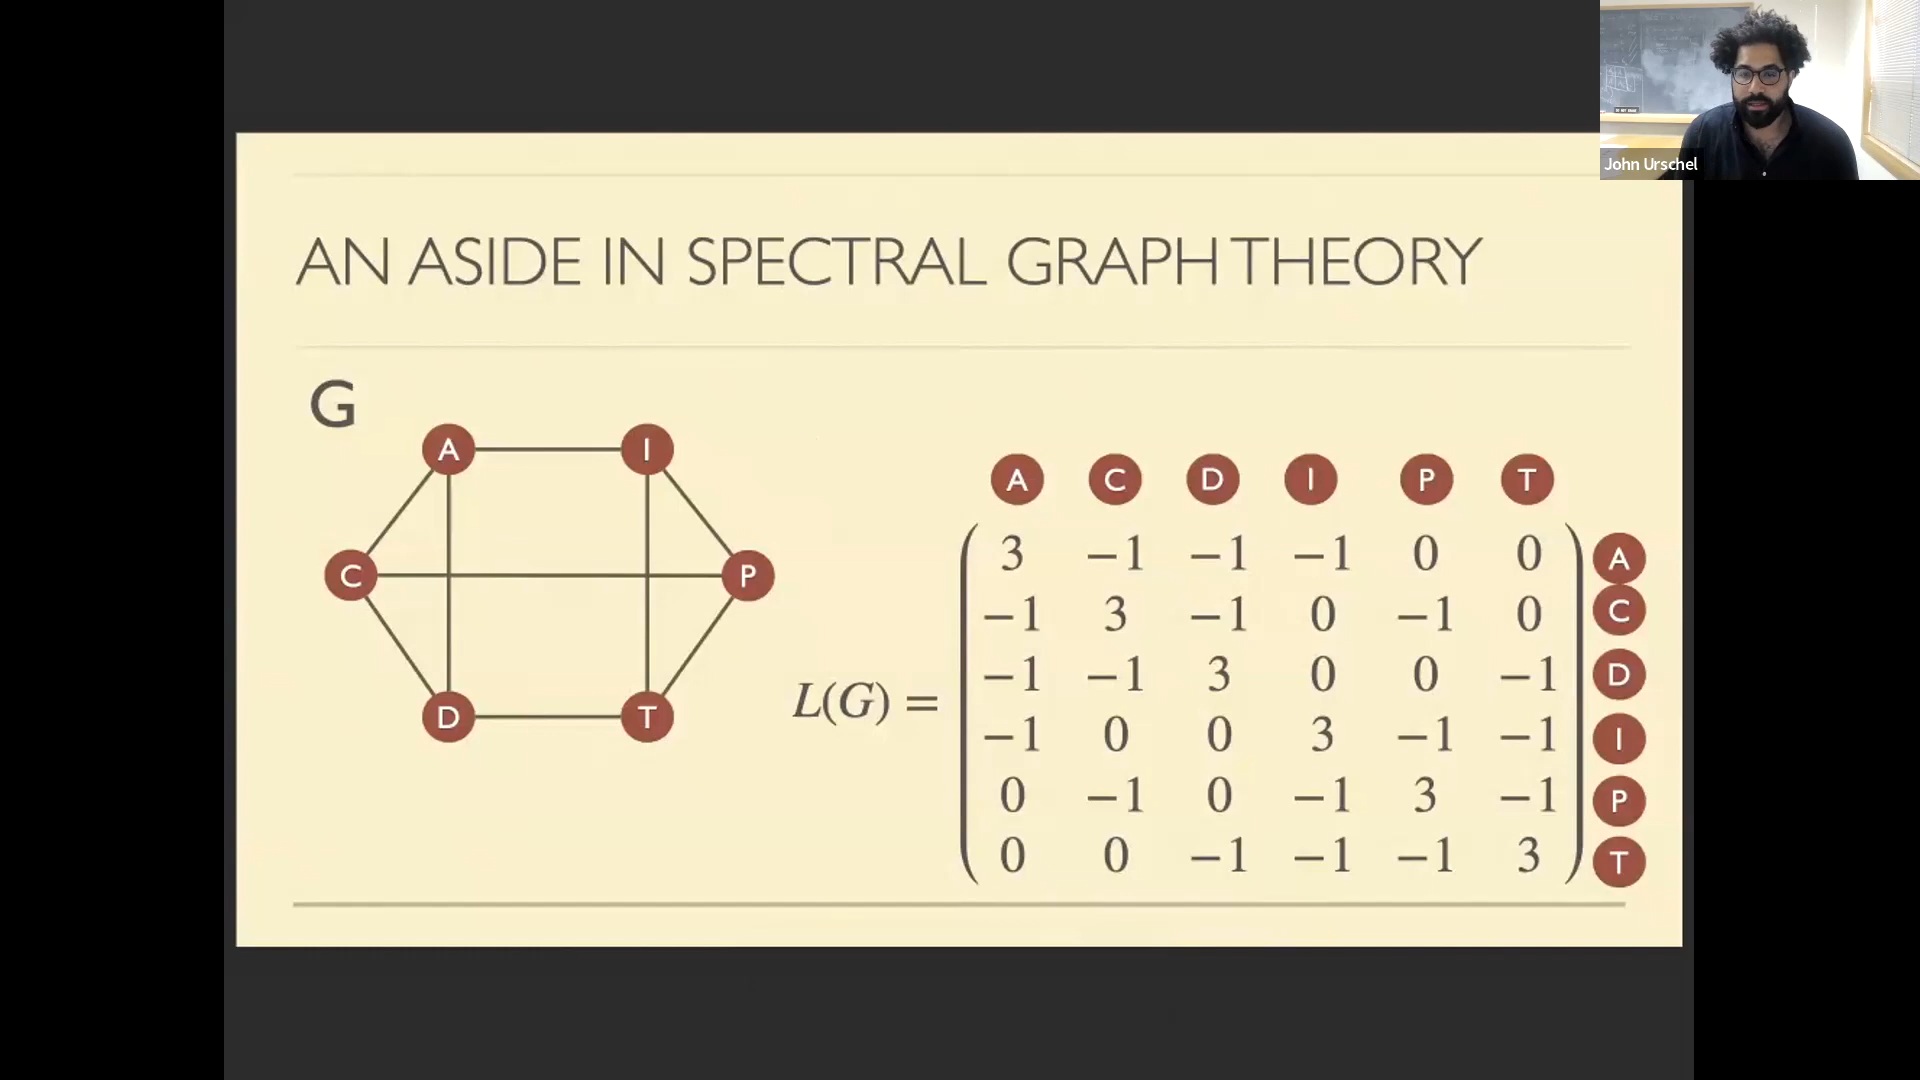 John Urschel
AN ASIDE IN SPECTRAL GRAPH THEORY
G
A I
C P
D T
A C D I P T
L(G) =
3 −1 −1 −1 0 0 A
−1 3 −1 0 −1 0 C
−1 −1 3 0 0 −1 D
−1 0 0 3 −1 −1 I
0 −1 0 −1 3 −1 P
0 0 −1 −1 −1 3 T